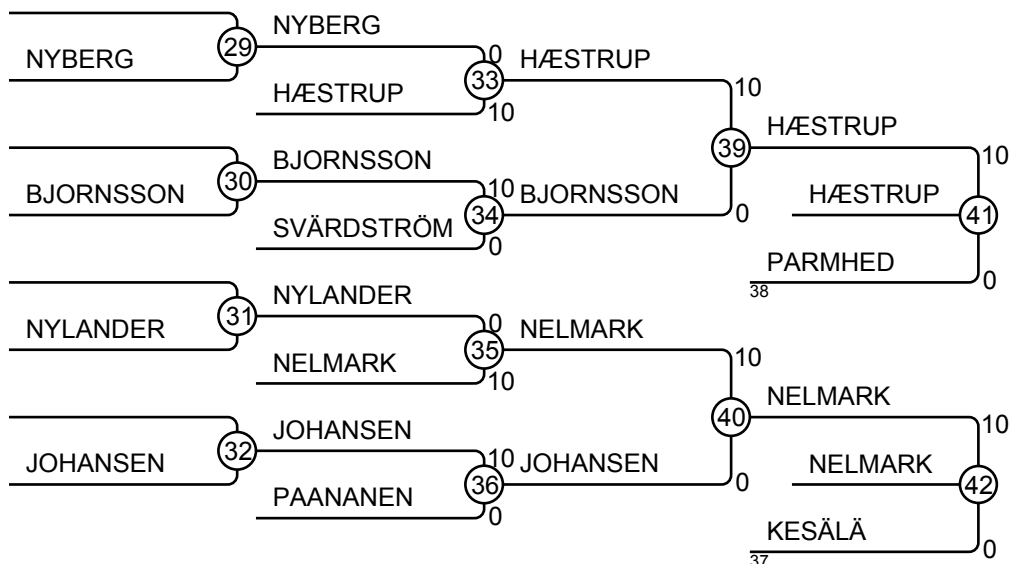 NYBERG
29
NYBERG
0
HÆSTRUP
33
HÆSTRUP
10
10
HÆSTRUP
39
10
BJORNSSON
30
BJORNSSON
10
HÆSTRUP
41
SVÄRDSTRÖM
34
BJORNSSON
0
0
PARMHED
38
0
NYLANDER
31
NYLANDER
0
NELMARK
35
NELMARK
10
10
NELMARK
40
10
JOHANSEN
32
JOHANSEN
10
NELMARK
42
PAANANEN
36
JOHANSEN
0
0
KESÄLÄ
37
0